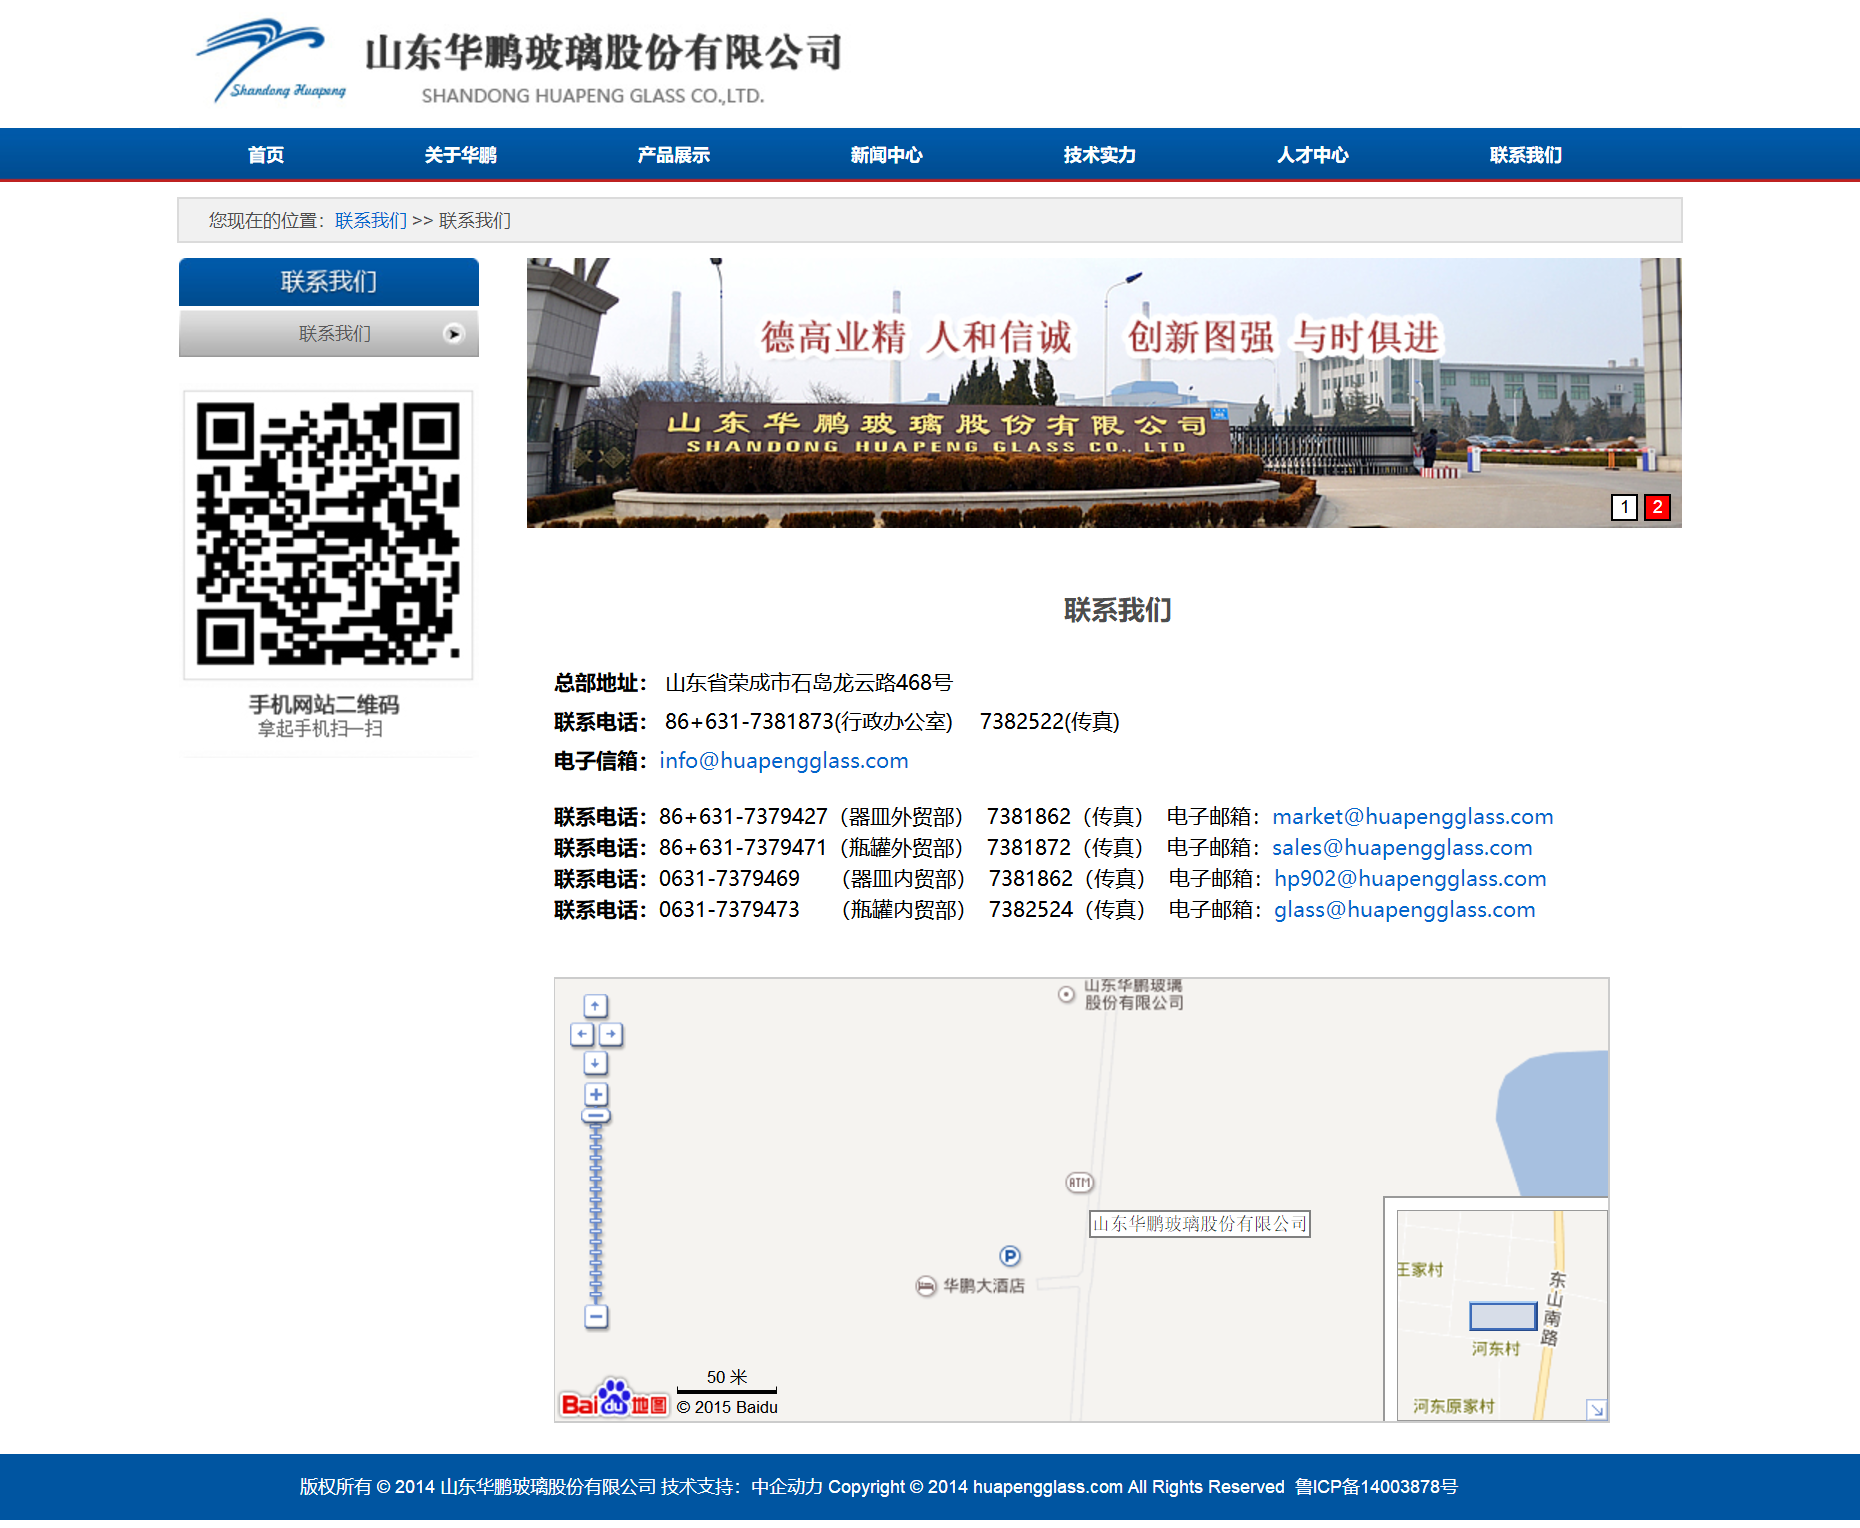 山东华鹏玻璃股份有限公司
Shandong Huapeng
SHANDONG HUAPENG GLASS CO.,LTD.
首页 关于华鹏 产品展示 新闻中心 技术实力 人才中心 联系我们
您现在的位置：联系我们 >> 联系我们
联系我们
联系我们
德高业精 人和信诚 创新图强 与时俱进
山东华鹏玻璃股份有限公司
SHANDONG HUAPENG GLASS CO., LTD
1 2
手机网站二维码
拿起手机扫一扫
联系我们
总部地址： 山东省荣成市石岛龙云路468号
联系电话： 86+631-7381873(行政办公室) 7382522(传真)
电子信箱：info@huapengglass.com
联系电话：86+631-7379427（器皿外贸部） 7381862（传真） 电子邮箱：market@huapengglass.com
联系电话：86+631-7379471（瓶罐外贸部） 7381872（传真） 电子邮箱：sales@huapengglass.com
联系电话：0631-7379469 （器皿内贸部） 7381862（传真） 电子邮箱：hp902@huapengglass.com
联系电话：0631-7379473 （瓶罐内贸部） 7382524（传真） 电子邮箱：glass@huapengglass.com
山东华鹏玻璃
股份有限公司
ATM
山东华鹏玻璃股份有限公司
P
华鹏大酒店
王家村
东山南路
河东村
河东原家村
50 米
Bai du 地图
© 2015 Baidu
版权所有 © 2014 山东华鹏玻璃股份有限公司 技术支持：中企动力 Copyright © 2014 huapengglass.com All Rights Reserved 鲁ICP备14003878号